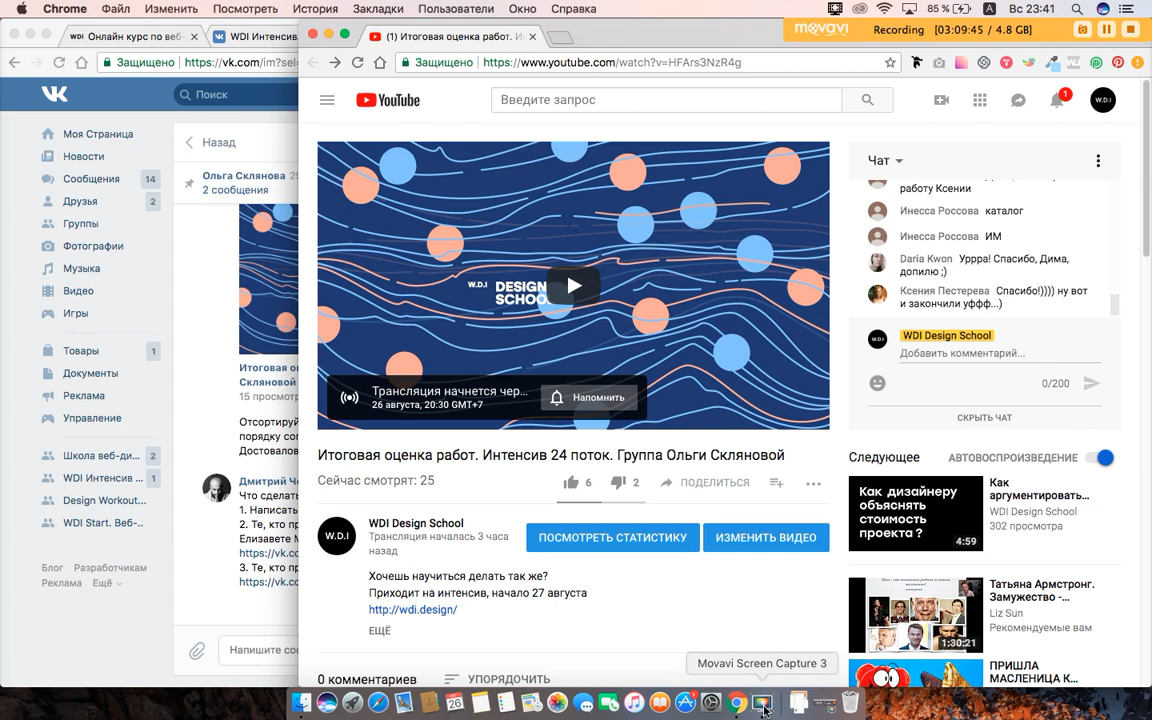 Chrome Файл Изменить Просмотр История Закладки Пользователи Окно Справка
85 % Вс 23:41
WDI Онлайн курс по веб-
WDI Интенсив
(1) Итоговая оценка работ. И
movavi Recording [03:09:45 / 4.8 GB]
Защищено https://vk.com/im?sel=
Защищено https://www.youtube.com/watch?v=HFArs3NzR4g
Поиск
YouTube
Введите запрос
1
W.D.I
Моя Страница
Новости
Сообщения 14
Друзья 2
Группы
Фотографии
Музыка
Видео
Игры
Товары 1
Документы
Реклама
Управление
Школа веб-ди... 2
WDI Интенсив ... 1
Design Workout...
WDI Start. Веб-..
Блог Разработчикам
Реклама Ещё
Назад
Ольга Склянова
2 сообщения
Итоговая о
Скляновой
15 просмотр
Отсортируй
порядку со
Достовалов
Дмитрий Че
Что сделать
1. Написать
2. Те, кто пр
Елизавете М
https://vk.co
3. Те, кто пр
https://vk.co
Напишите соо
W.D.I DESIGN
SCHOOL
Трансляция начнется чер...
26 августа, 20:30 GMT+7
Напомнить
Итоговая оценка работ. Интенсив 24 поток. Группа Ольги Скляновой
Сейчас смотрят: 25
6
2
ПОДЕЛИТЬСЯ
W.D.I
WDI Design School
Трансляция началась 3 часа
назад
ПОСМОТРЕТЬ СТАТИСТИКУ
ИЗМЕНИТЬ ВИДЕО
Хочешь научиться делать так же?
Приходит на интенсив, начало 27 августа
http://wdi.design/
ЕЩЁ
0 комментариев
УПОРЯДОЧИТЬ
Movavi Screen Capture 3
Чат
работу Ксении
Инесса Россова каталог
Инесса Россова ИМ
Daria Kwon Уррра! Спасибо, Дима,
допилю ;)
Ксения Пестерева Спасибо!)))) ну вот
и закончили уффф...)
W.D.I
WDI Design School
Добавить комментарий...
0/200
СКРЫТЬ ЧАТ
Следующее
АВТОВОСПРОИЗВЕДЕНИЕ
Как дизайнеру
объяснять
стоимость
проекта ?
4:59
Как
аргументировать...
WDI Design School
302 просмотра
1:30:21
Татьяна Армстронг.
Замужество -...
Liz Sun
Рекомендуемые вам
ПРИШЛА
МАСЛЕНИЦА К
26